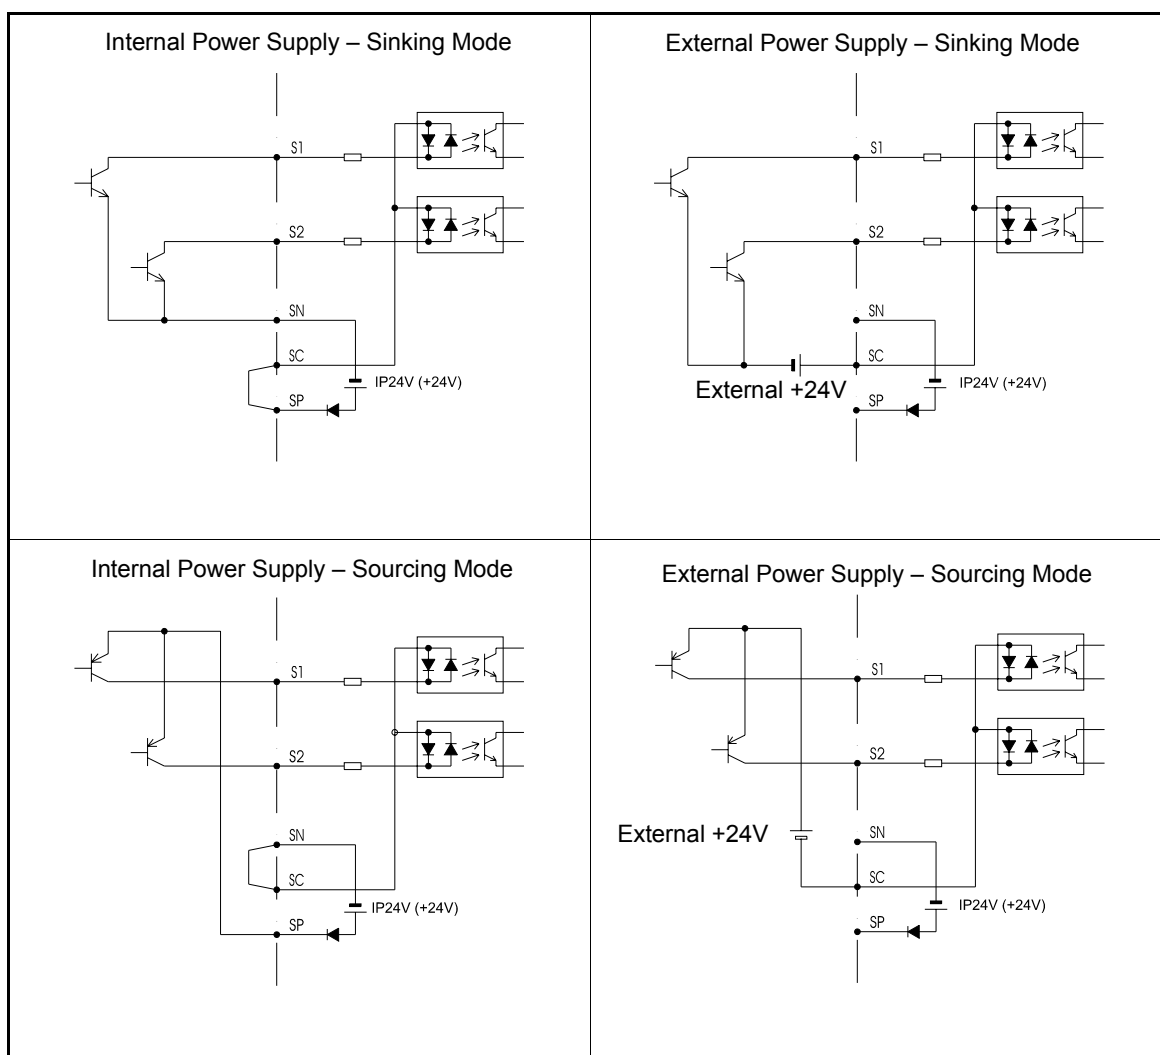 Internal Power Supply – Sinking Mode
S1
S2
SN
SC
IP24V (+24V)
SP
External Power Supply – Sinking Mode
S1
S2
SN
SC
External +24V
IP24V (+24V)
SP
Internal Power Supply – Sourcing Mode
S1
S2
SN
SC
IP24V (+24V)
SP
External Power Supply – Sourcing Mode
S1
S2
External +24V
SN
SC
IP24V (+24V)
SP